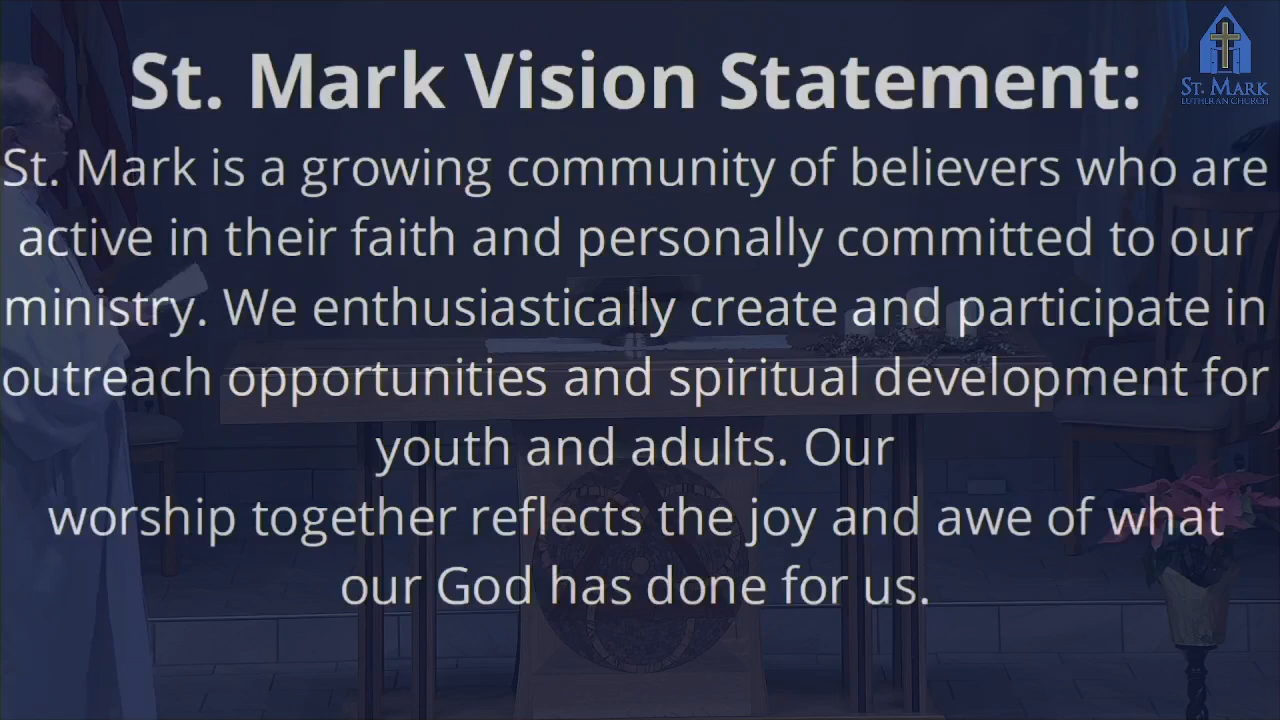 St. Mark Vision Statement:
St. Mark is a growing community of believers who are
active in their faith and personally committed to our
ministry. We enthusiastically create and participate in
outreach opportunities and spiritual development for
youth and adults. Our
worship together reflects the joy and awe of what
our God has done for us.
ST. MARK
LUTHERAN CHURCH